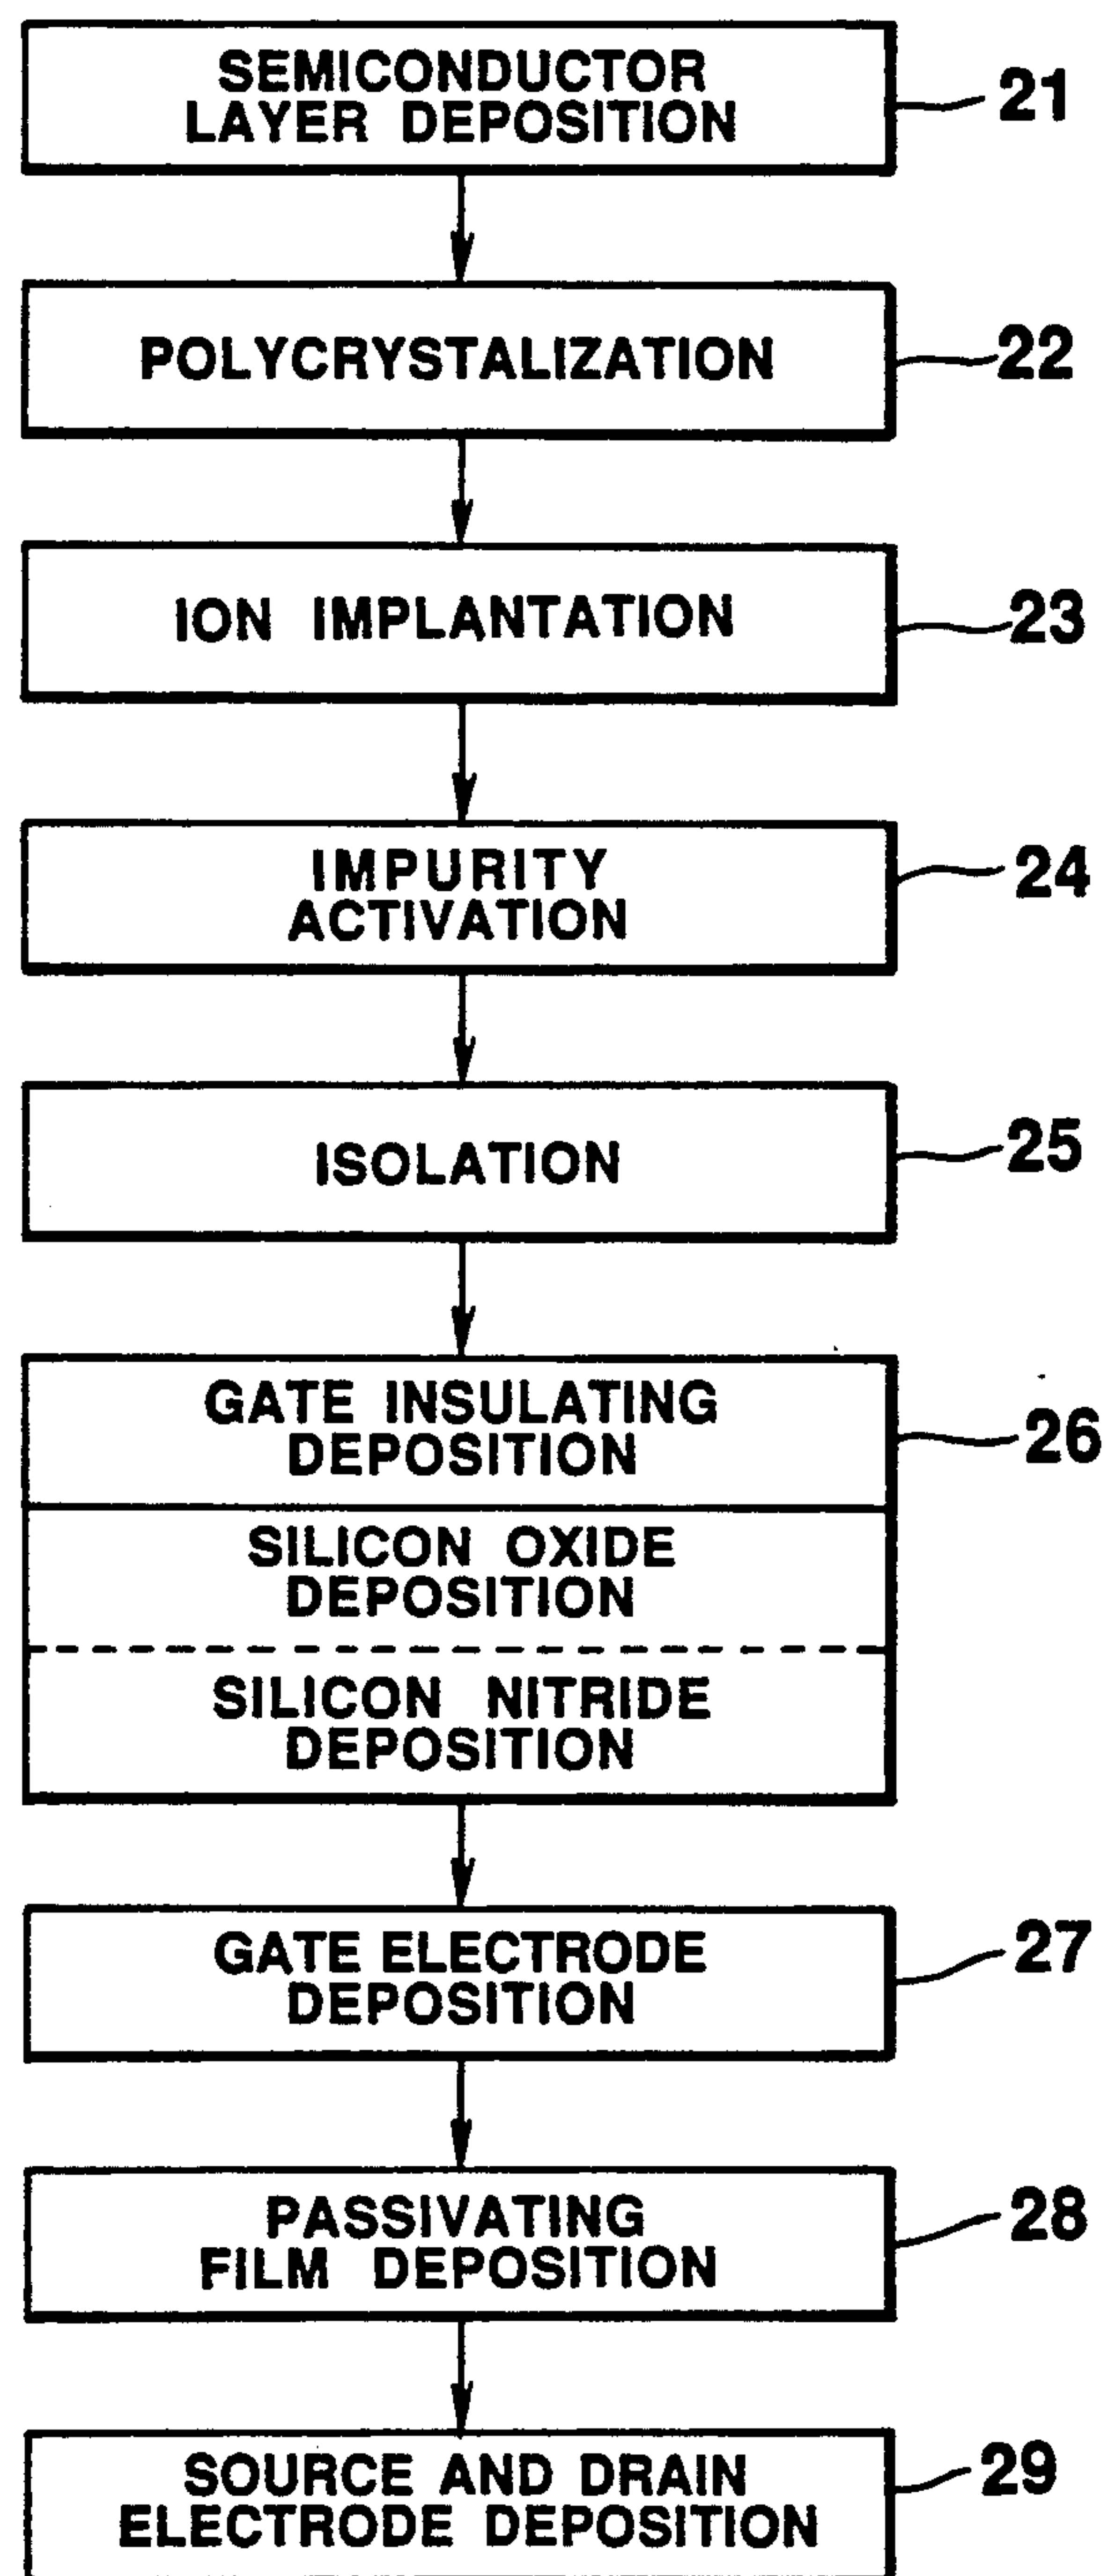 SEMICONDUCTOR
LAYER DEPOSITION
21
POLYCRYSTALIZATION
22
ION IMPLANTATION
23
IMPURITY
ACTIVATION
24
ISOLATION
25
GATE INSULATING
DEPOSITION
26
SILICON OXIDE
DEPOSITION
SILICON NITRIDE
DEPOSITION
GATE ELECTRODE
DEPOSITION
27
PASSIVATING
FILM DEPOSITION
28
SOURCE AND DRAIN
ELECTRODE DEPOSITION
29